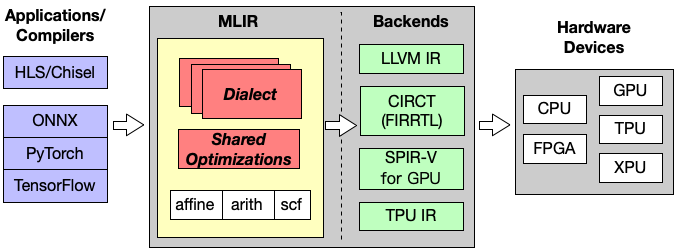 Applications/
Compilers
HLS/Chisel
ONNX
PyTorch
TensorFlow
MLIR
Dialect
Shared
Optimizations
affine arith scf
Backends
LLVM IR
CIRCT
(FIRRTL)
SPIR-V
for GPU
TPU IR
Hardware
Devices
CPU
FPGA
GPU
TPU
XPU